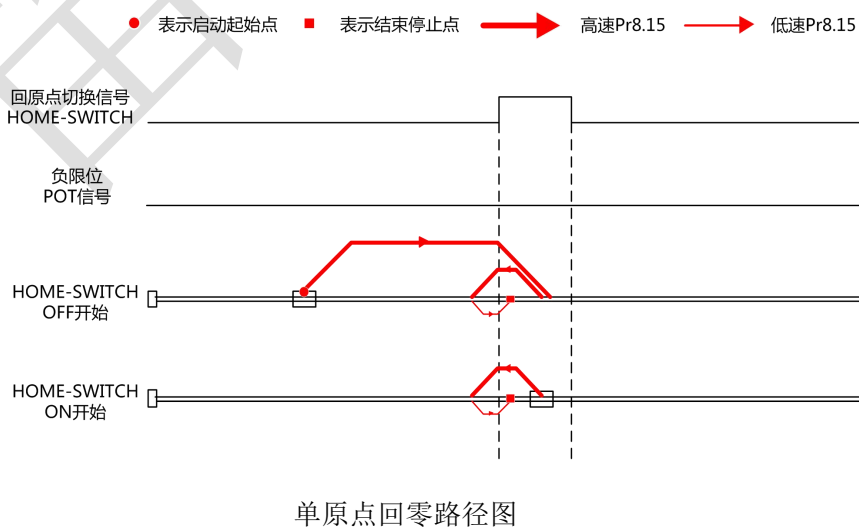 表示启动起始点 表示结束停止点 高速Pr8.15 低速Pr8.15
回原点切换信号
HOME-SWITCH
负限位
POT信号
HOME-SWITCH
OFF开始
HOME-SWITCH
ON开始
单原点回零路径图